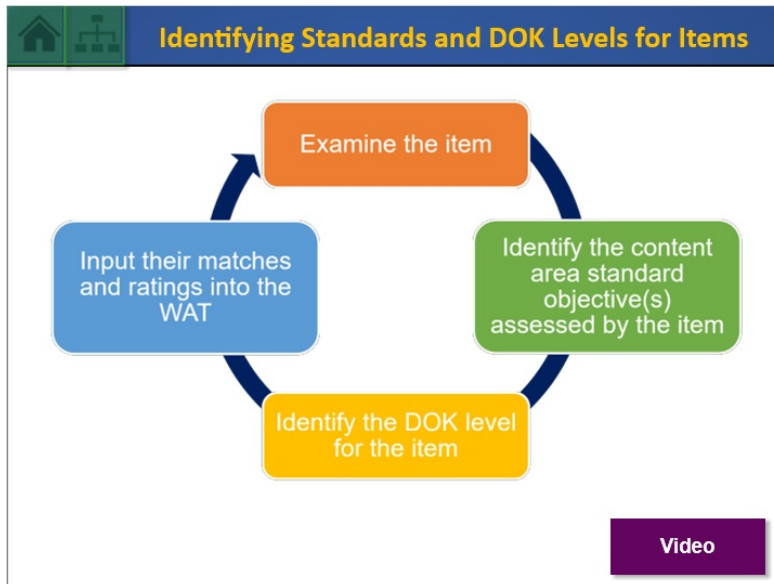 Identifying Standards and DOK Levels for Items
Examine the item
Identify the content
area standard
objective(s)
assessed by the item
Identify the DOK level
for the item
Input their matches
and ratings into the
WAT
Video